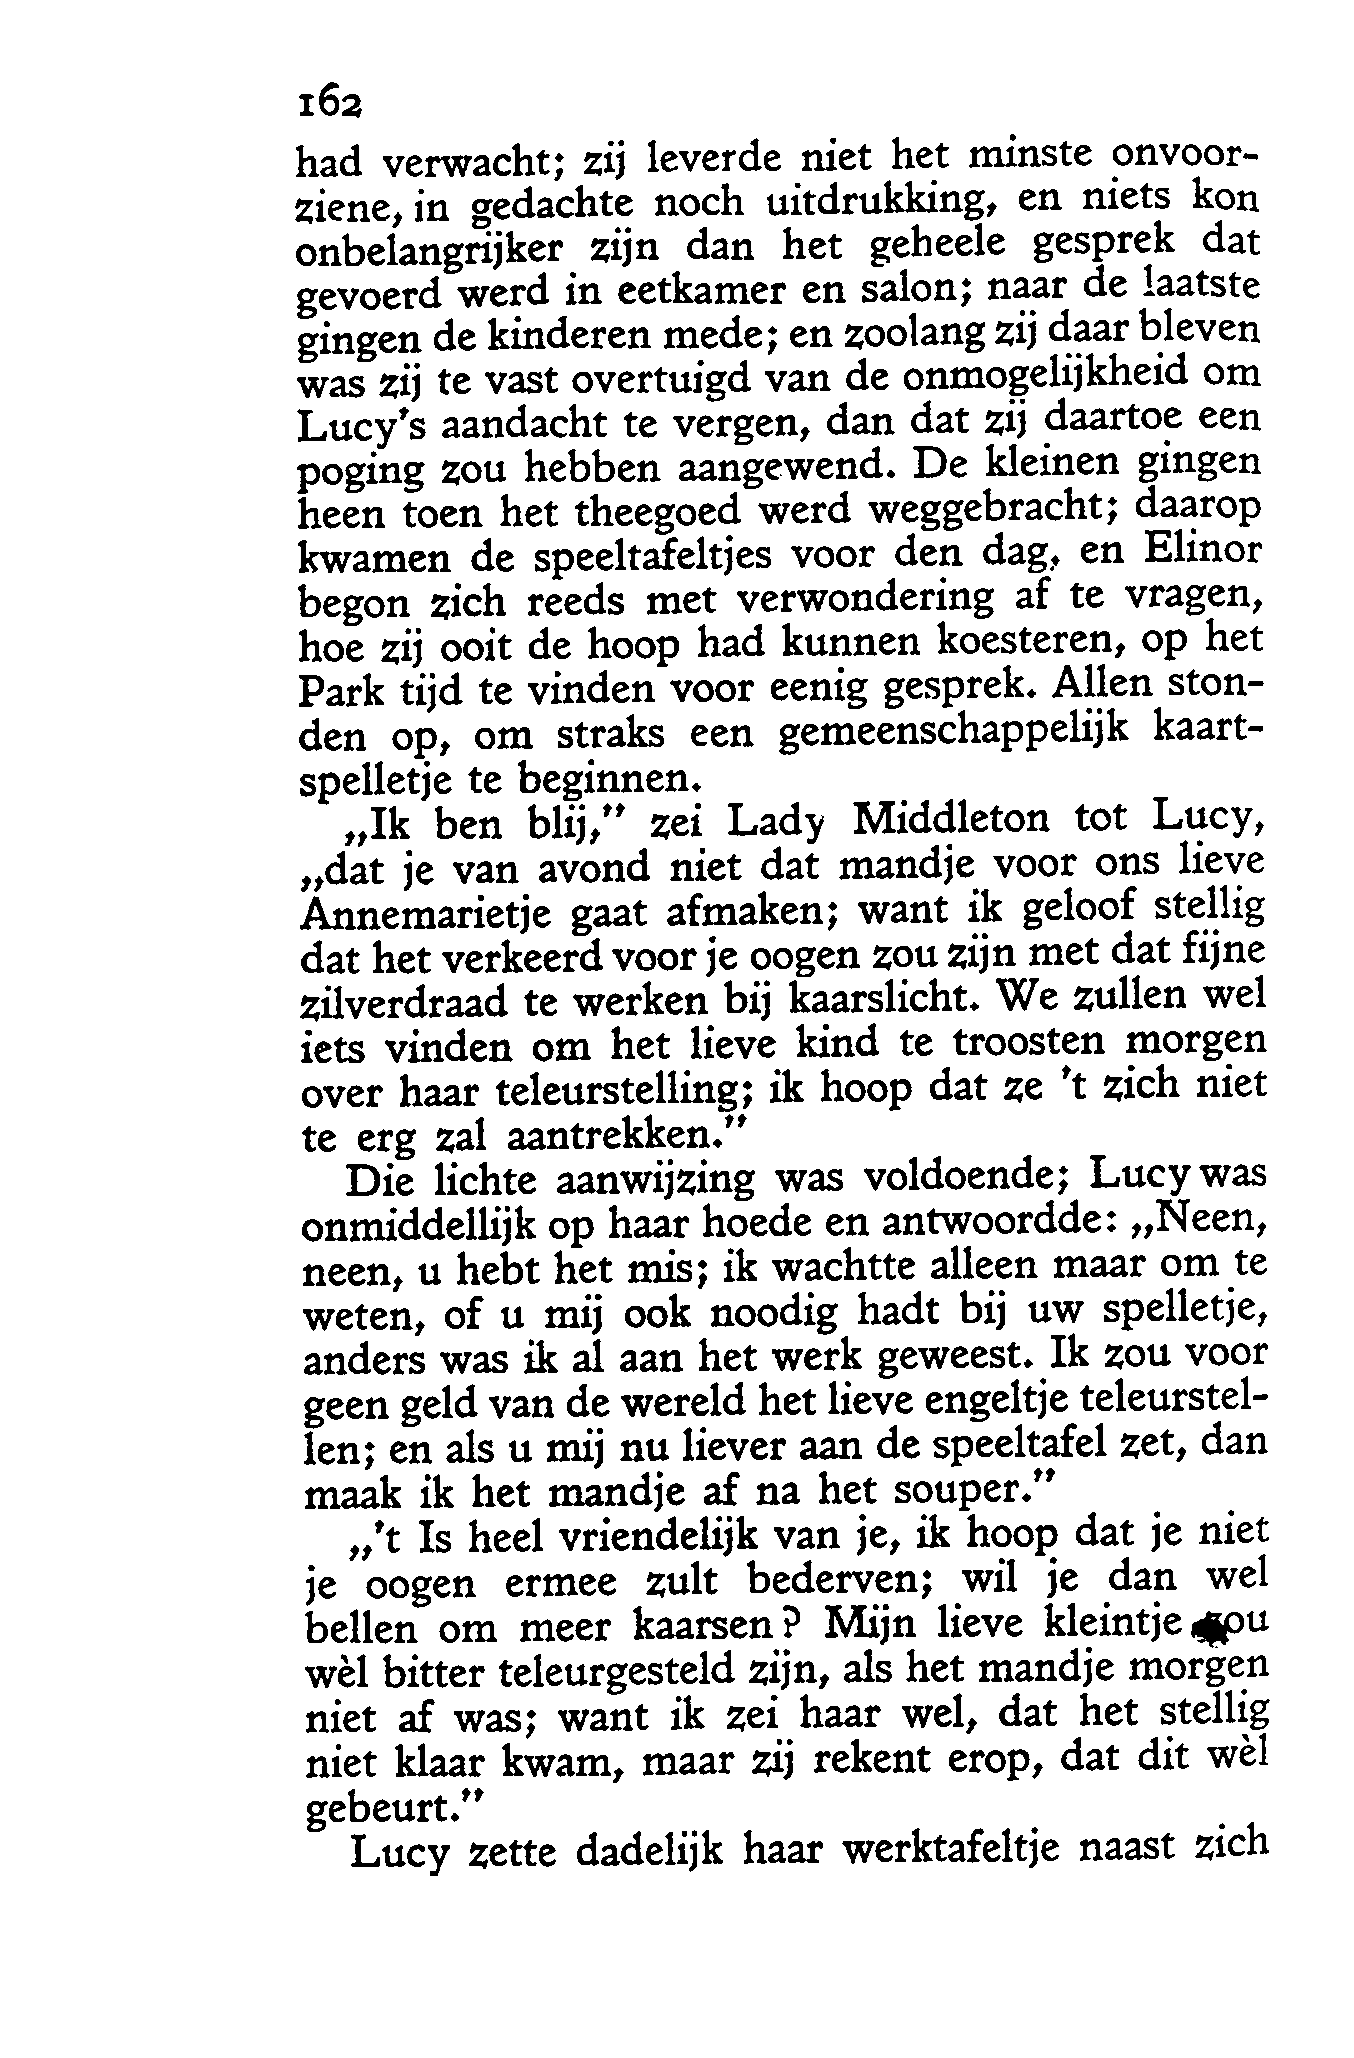 162
had verwacht; zij leverde niet het minste onvoor-
ziene, in gedachte noch uitdrukking, en niets kon
onbelangrijker zijn dan het geheele gesprek dat
gevoerd werd in eetkamer en salon; naar de laatste
gingen de kinderen mede; en zoolang zij daar bleven
was zij te vast overtuigd van de onmogelijkheid om
Lucy's aandacht te vergen, dan dat zij daartoe een
poging zou hebben aangewend. De kleinen gingen
heen toen het theegoed werd weggebracht; daarop
kwamen de speeltafeltjes voor den dag, en Elinor
begon zich reeds met verwondering af te vragen,
hoe zij ooit de hoop had kunnen koesteren, op het
Park tijd te vinden voor eenig gesprek. Allen ston-
den op, om straks een gemeenschappelijk kaart-
spelletje te beginnen.
„Ik ben blij,” zei Lady Middleton tot Lucy,
„dat je van avond niet dat mandje voor ons lieve
Annemarietje gaat afmaken; want ik geloof stellig
dat het verkeerd voor je oogen zou zijn met dat fijne
zilverdraad te werken bij kaarslicht. We zullen wel
iets vinden om het lieve kind te troosten morgen
over haar teleurstelling; ik hoop dat ze 't zich niet
te erg zal aantrekken.”
Die lichte aanwijzing was voldoende; Lucy was
onmiddellijk op haar hoede en antwoordde: „Neen,
neen, u hebt het mis; ik wachtte alleen maar om te
weten, of u mij ook noodig hadt bij uw spelletje,
anders was ik al aan het werk geweest. Ik zou voor
geen geld van de wereld het lieve engeltje teleurstel-
len; en als u mij nu liever aan de speeltafel zet, dan
maak ik het mandje af na het souper.”
„'t Is heel vriendelijk van je, ik hoop dat je niet
je oogen ermee zult bederven; wil je dan wel
bellen om meer kaarsen? Mijn lieve kleintje zou
wèl bitter teleurgesteld zijn, als het mandje morgen
niet af was; want ik zei haar wel, dat het stellig
niet klaar kwam, maar zij rekent erop, dat dit wèl
gebeurt.”
Lucy zette dadelijk haar werktafeltje naast zich